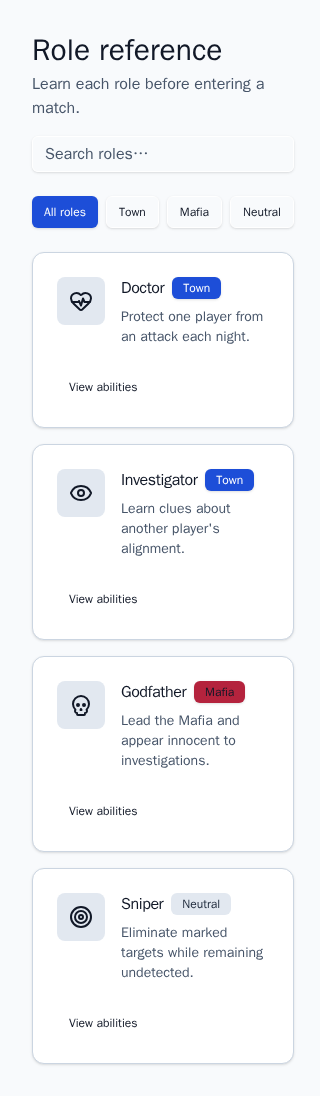 Role reference
Learn each role before entering a
match.
Search roles···
All roles
Town
Mafia
Neutral
Doctor
Town
Protect one player from
an attack each night.
View abilities
Investigator
Town
Learn clues about
another player's
alignment.
View abilities
Godfather
Mafia
Lead the Mafia and
appear innocent to
investigations.
View abilities
Sniper
Neutral
Eliminate marked
targets while remaining
undetected.
View abilities